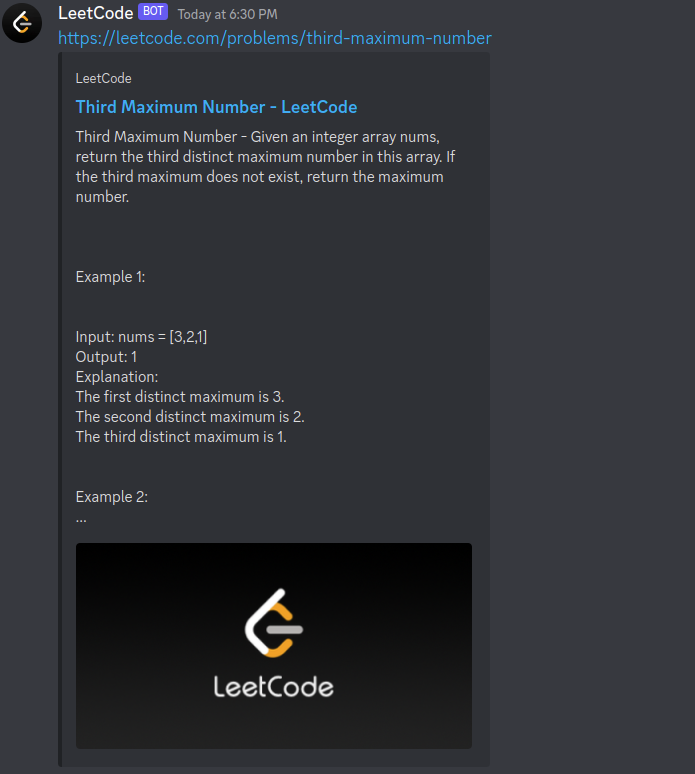 LeetCode BOT Today at 6:30 PM
https://leetcode.com/problems/third-maximum-number
LeetCode
Third Maximum Number - LeetCode
Third Maximum Number - Given an integer array nums,
return the third distinct maximum number in this array. If
the third maximum does not exist, return the maximum
number.
Example 1:
Input: nums = [3,2,1]
Output: 1
Explanation:
The first distinct maximum is 3.
The second distinct maximum is 2.
The third distinct maximum is 1.
Example 2:
...
LeetCode